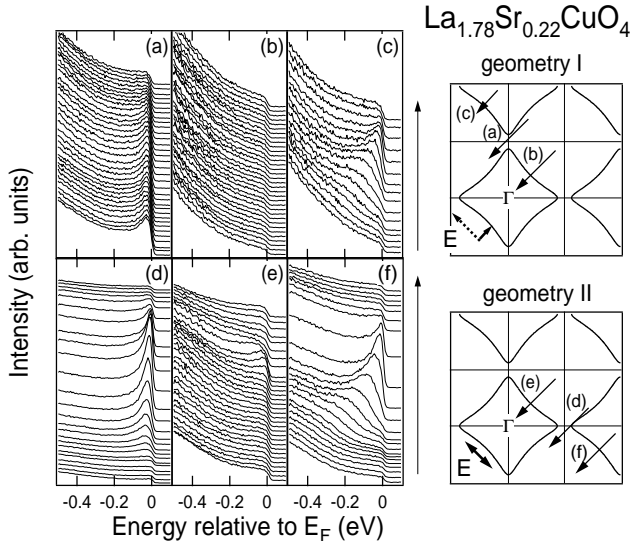 La1.78Sr0.22CuO4
(a)
(b)
(c)
geometry I
(c)
(a)
(b)
Γ
E
Intensity (arb. units)
(d)
(e)
(f)
geometry II
(e)
(d)
Γ
(f)
E
-0.4 -0.2 0
-0.4 -0.2 0
-0.4 -0.2 0
Energy relative to EF (eV)